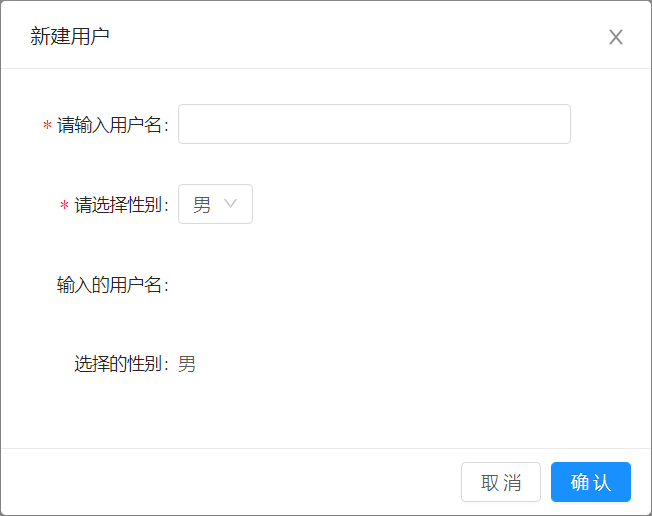 新建用户
* 请输入用户名:
* 请选择性别: 男
输入的用户名:
选择的性别: 男
取消 确认